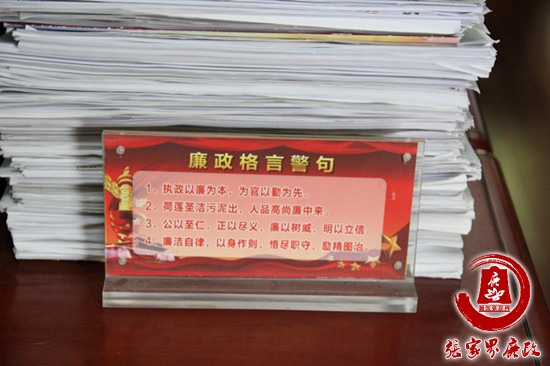 廉政格言警句
1、执政以廉为本，为官以勤为先。
2、荷莲圣洁污泥出，人品高尚廉中来。
3、公以至仁，正以尽义，廉以树威，明以立信。
4、廉洁自律，以身作则，恪尽职守，励精图治。
张家界廉政